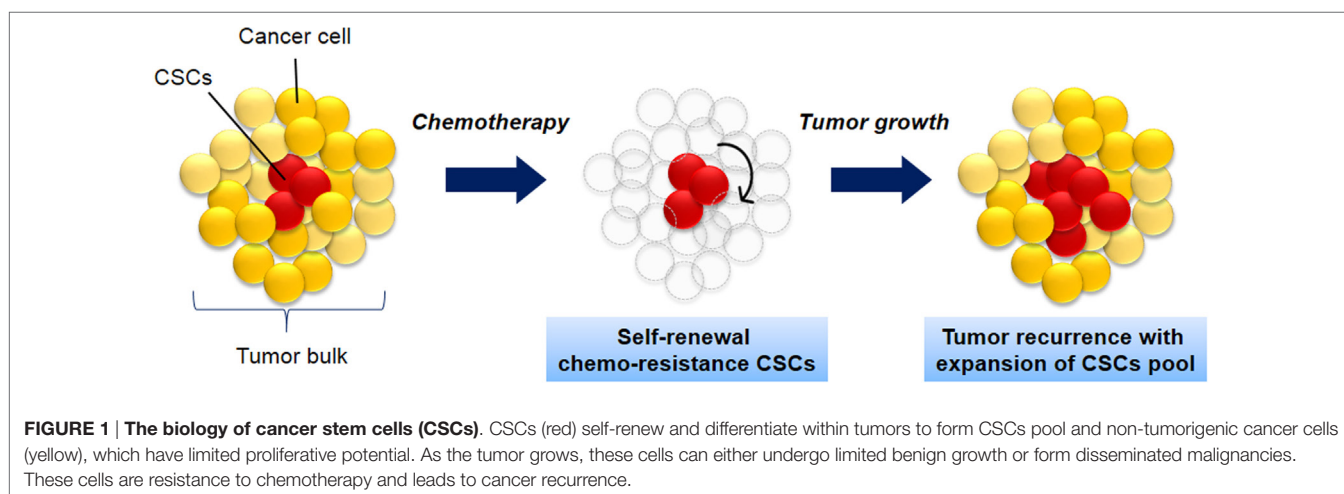 Cancer cell
CSCs
Chemotherapy
Tumor growth
Tumor bulk
Self-renewal
chemo-resistance CSCs
Tumor recurrence with
expansion of CSCs pool
FIGURE 1 | The biology of cancer stem cells (CSCs). CSCs (red) self-renew and differentiate within tumors to form CSCs pool and non-tumorigenic cancer cells
(yellow), which have limited proliferative potential. As the tumor grows, these cells can either undergo limited benign growth or form disseminated malignancies.
These cells are resistance to chemotherapy and leads to cancer recurrence.